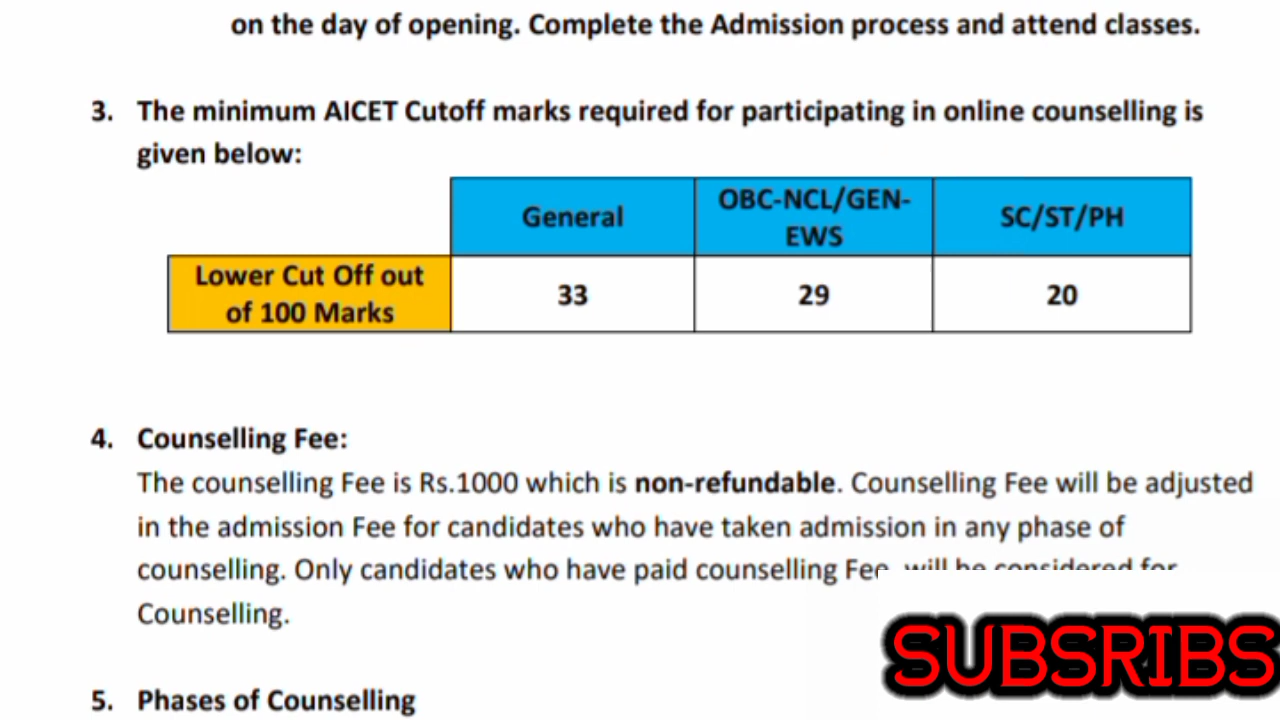 on the day of opening. Complete the Admission process and attend classes.
3. The minimum AICET Cutoff marks required for participating in online counselling is
given below:
General
OBC-NCL/GEN-
EWS
SC/ST/PH
Lower Cut Off out
of 100 Marks
33
29
20
4. Counselling Fee:
The counselling Fee is Rs.1000 which is non-refundable. Counselling Fee will be adjusted
in the admission Fee for candidates who have taken admission in any phase of
counselling. Only candidates who have paid counselling Fee will be considered for
Counselling.
SUBSRIBS
5. Phases of Counselling